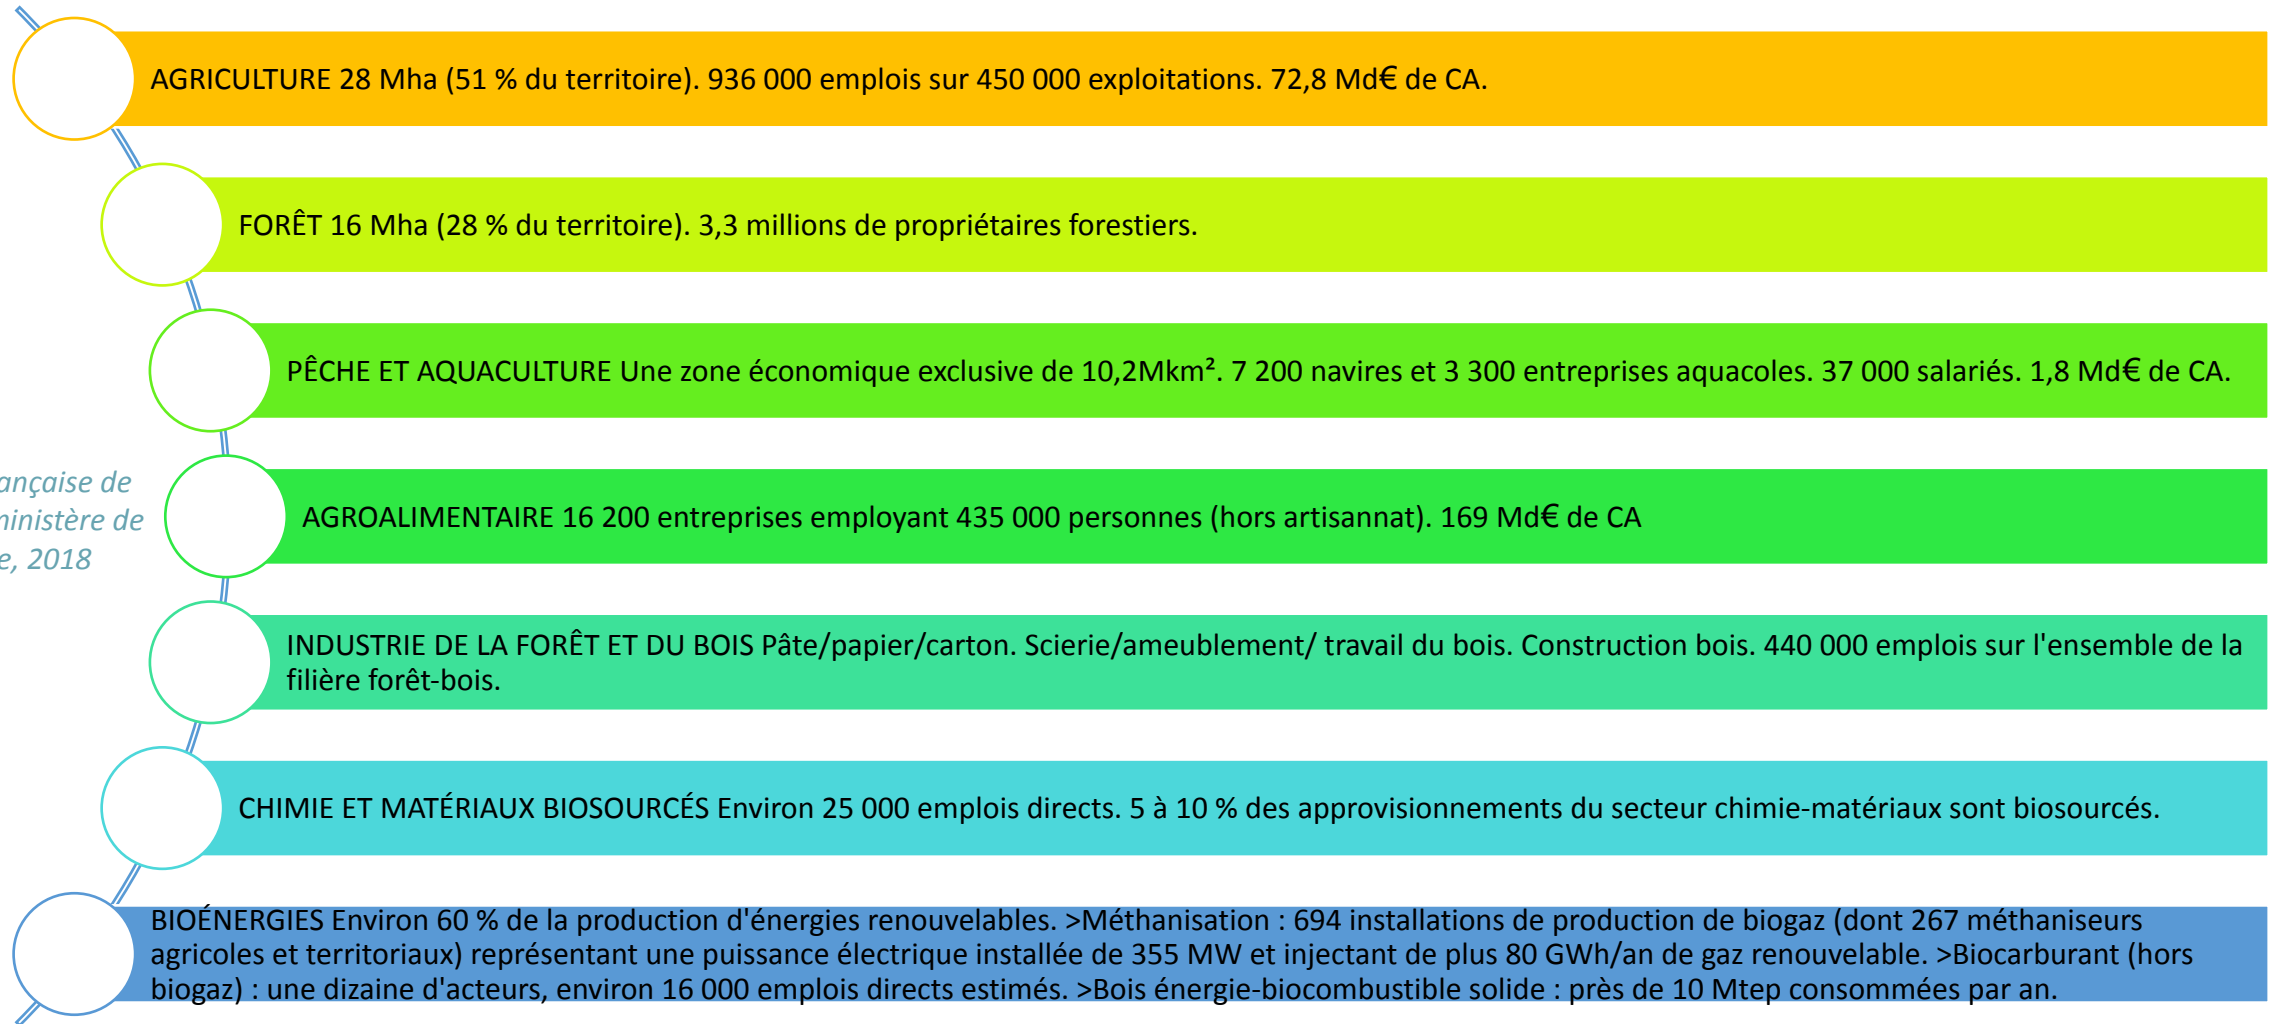 AGRICULTURE 28 Mha (51 % du territoire). 936 000 emplois sur 450 000 exploitations. 72,8 Md€ de CA.
FORÊT 16 Mha (28 % du territoire). 3,3 millions de propriétaires forestiers.
PÊCHE ET AQUACULTURE Une zone économique exclusive de 10,2Mkm². 7 200 navires et 3 300 entreprises aquacoles. 37 000 salariés. 1,8 Md€ de CA.
de
de
2018
AGROALIMENTAIRE 16 200 entreprises employant 435 000 personnes (hors artisannat). 169 Md€ de CA
INDUSTRIE DE LA FORÊT ET DU BOIS Pâte/papier/carton. Scierie/ameublement/ travail du bois. Construction bois. 440 000 emplois sur l'ensemble de la
filière forêt-bois.
CHIMIE ET MATÉRIAUX BIOSOURCÉS Environ 25 000 emplois directs. 5 à 10 % des approvisionnements du secteur chimie-matériaux sont biosourcés.
BIOÉNERGIES Environ 60 % de la production d'énergies renouvelables. >Méthanisation : 694 installations de production de biogaz (dont 267 méthaniseurs
agricoles et territoriaux) représentant une puissance électrique installée de 355 MW et injectant de plus 80 GWh/an de gaz renouvelable. >Biocarburant (hors
biogaz) : une dizaine d'acteurs, environ 16 000 emplois directs estimés. >Bois énergie-biocombustible solide : près de 10 Mtep consommées par an.